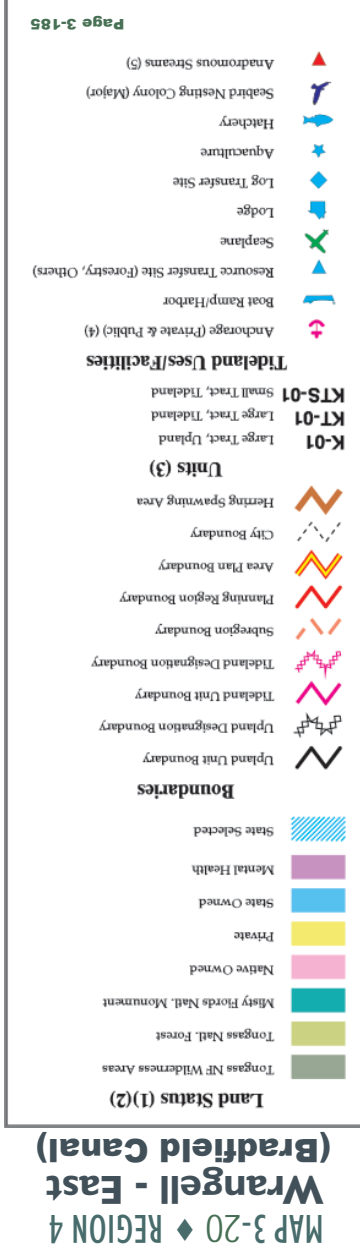 MAP 3-20 ♦ REGION 4
Wrangell - East
(Bradfield Canal)
Land Status (1)(2)
Tongass NF Wilderness Areas
Tongass Natl. Forest
Misty Fiords Natl. Monument
Native Owned
Private
State Owned
Mental Health
State Selected
Boundaries
Upland Unit Boundary
Upland Designation Boundary
Tideland Unit Boundary
Tideland Designation Boundary
Subregion Boundary
Planning Region Boundary
Area Plan Boundary
City Boundary
Herring Spawning Area
Units (3)
K-01 Large Tract, Upland
KT-01 Large Tract, Tideland
KTS-01 Small Tract, Tideland
Tideland Uses/Facilities
Anchorage (Private & Public) (4)
Boat Ramp/Harbor
Resource Transfer Site (Forestry, Others)
Seaplane
Lodge
Log Transfer Site
Aquaculture
Hatchery
Seabird Nesting Colony (Major)
Anadromous Streams (5)
Page 3-185